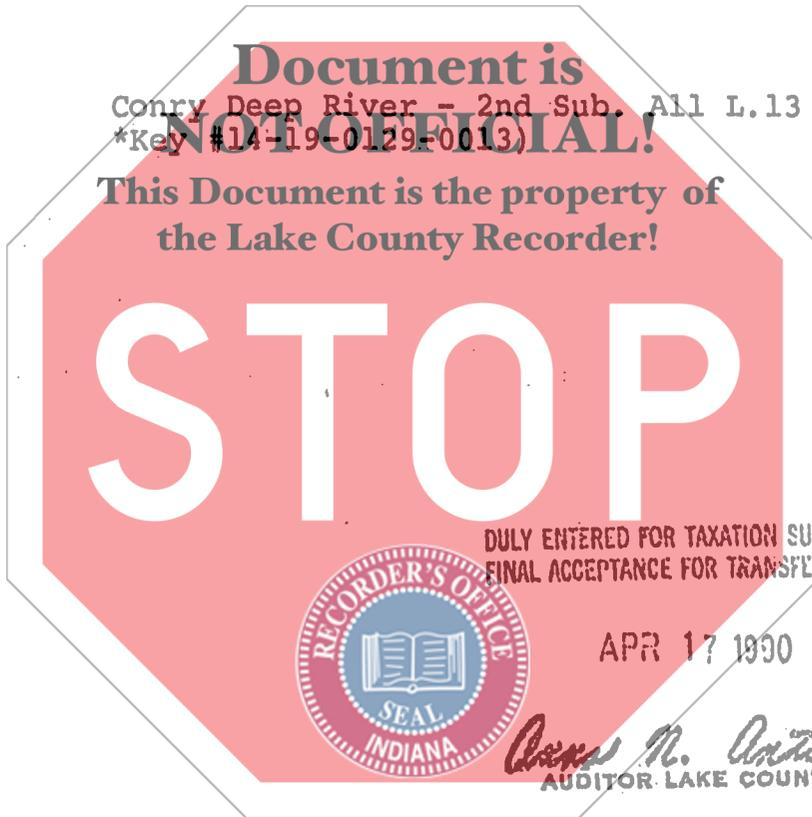 Document is
Conry Deep River - 2nd Sub. All L.13
NOT OFFICIAL!
*Key #14-19-0129-0013)
This Document is the property of
the Lake County Recorder!
STOP
DULY ENTERED FOR TAXATION SU
FINAL ACCEPTANCE FOR TRANSFE
RECORDER'S OFFICE
APR 17 1990
SEAL
INDIANA
N.
AUDITOR LAKE COUN